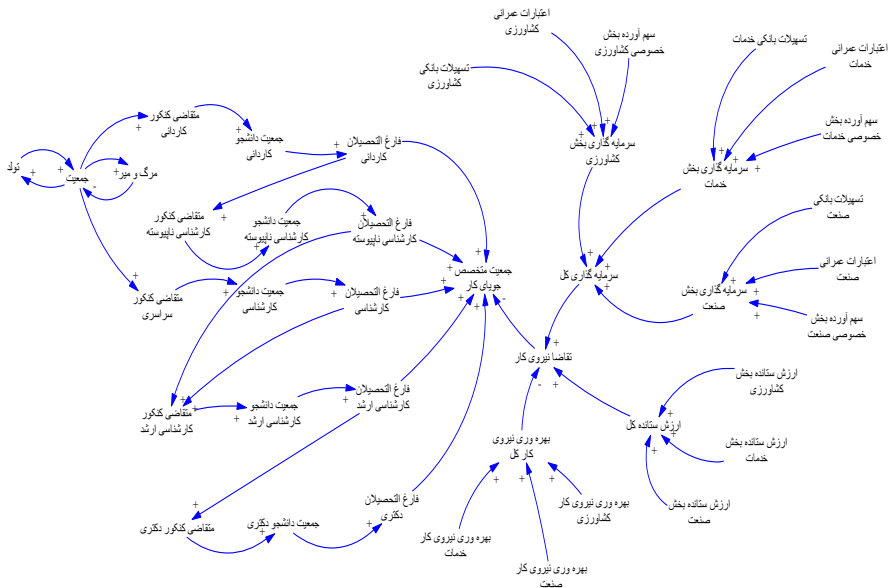 اعتبارات عمرانی
کشاورزی
سهم آورده بخش
خصوصی کشاورزی
تسهیلات بانکی
کشاورزی
تسهیلات بانکی خدمات
اعتبارات عمرانی
خدمات
سهم آورده بخش
خصوصی خدمات
سرمایه گذاری بخش
کشاورزی
سرمایه گذاری بخش
خدمات
متقاضی کنکور
کاردانی
جمعیت دانشجو
کاردانی
فارغ التحصیلان
کاردانی
تولد
جمعیت
مرگ و میر
متقاضی کنکور
کارشناسی ناپیوسته
جمعیت دانشجو
کارشناسی ناپیوسته
فارغ التحصیلان
کارشناسی ناپیوسته
تسهیلات بانکی
صنعت
اعتبارات عمرانی
صنعت
سهم آورده بخش
خصوصی صنعت
سرمایه گذاری بخش
صنعت
سرمایه گذاری کل
جمعیت متخصص
جویای کار
متقاضی کنکور
سراسری
جمعیت دانشجو
کارشناسی
فارغ التحصیلان
کارشناسی
تقاضا نیروی کار
متقاضی کنکور
کارشناسی ارشد
جمعیت دانشجو
کارشناسی ارشد
فارغ التحصیلان
کارشناسی ارشد
ارزش ستانده بخش
کشاورزی
ارزش ستانده کل
ارزش ستانده بخش
خدمات
ارزش ستانده بخش
صنعت
بهره وری نیروی
کار کل
بهره وری نیروی کار
کشاورزی
بهره وری نیروی کار
خدمات
بهره وری نیروی کار
صنعت
متقاضی کنکور دکتری
جمعیت دانشجو دکتری
فارغ التحصیلان
دکتری